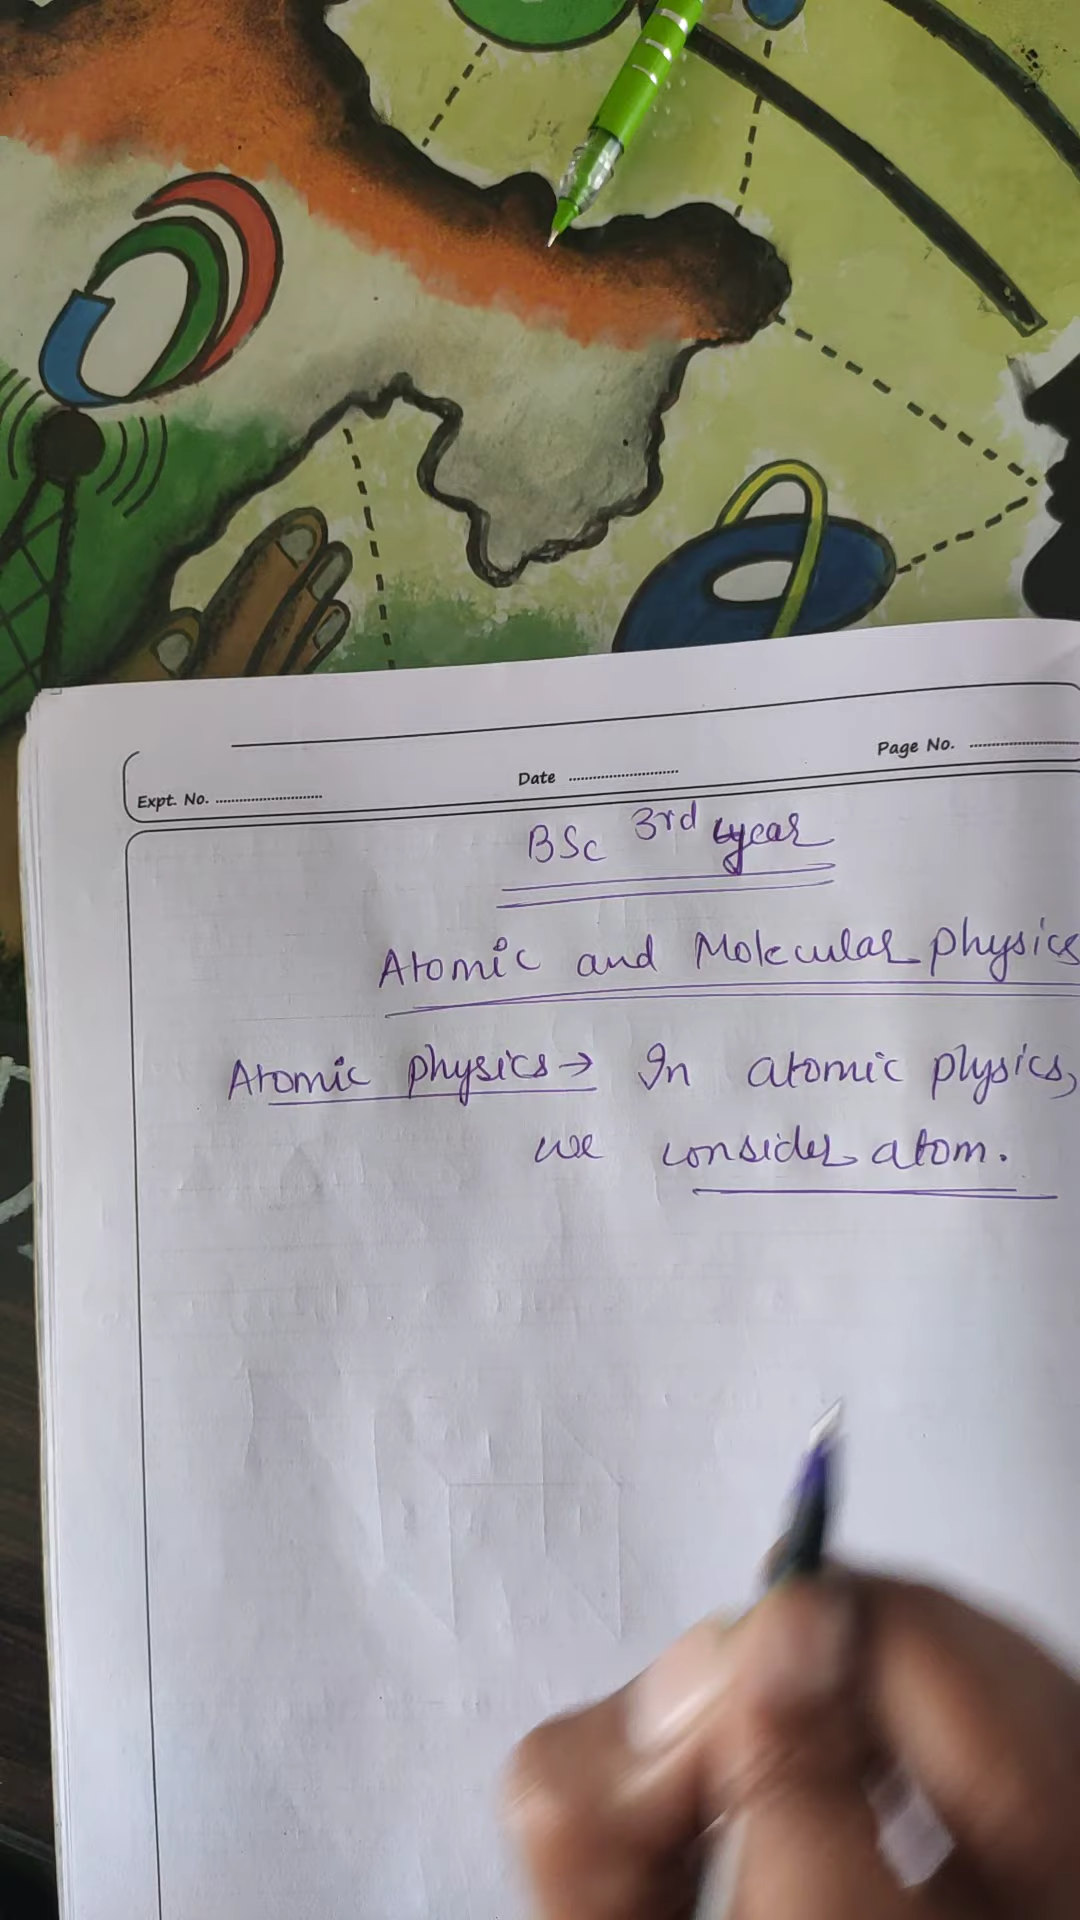 Page No. ..........
Date ..........
Expt. No. ..........
BSc 3rd year
Atomic and Molecular physics
Atomic physics → In atomic physics,
we consider atom.